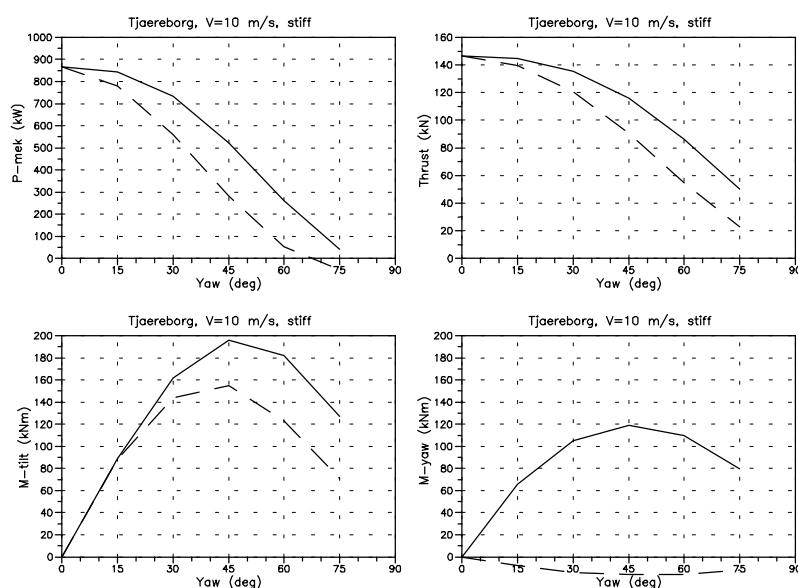 Tjaereborg, V=10 m/s, stiff
P-mek (kW)
1000
900
800
700
600
500
400
300
200
100
0
0 15 30 45 60 75 90
Yaw (deg)
Tjaereborg, V=10 m/s, stiff
Thrust (kN)
160
140
120
100
80
60
40
20
0
0 15 30 45 60 75 90
Yaw (deg)
Tjaereborg, V=10 m/s, stiff
M-tilt (kNm)
200
180
160
140
120
100
80
60
40
20
0
0 15 30 45 60 75 90
Yaw (deg)
Tjaereborg, V=10 m/s, stiff
M-yaw (kNm)
200
180
160
140
120
100
80
60
40
20
0
0 15 30 45 60 75 90
Yaw (deg)